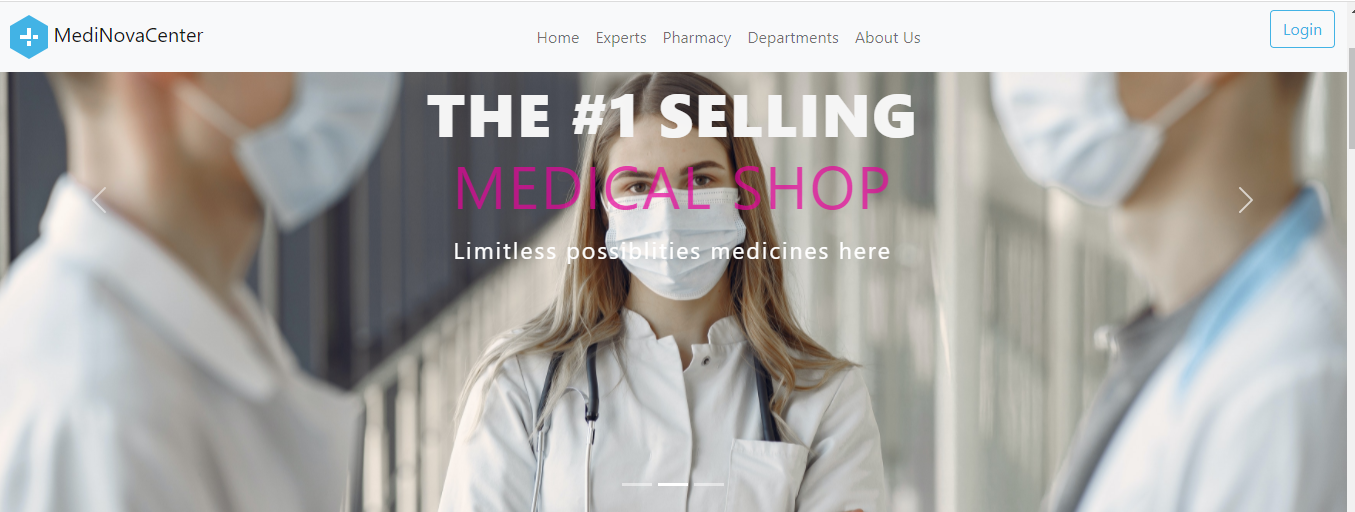 MediNovaCenter
Home Experts Pharmacy Departments About Us
Login
THE #1 SELLING
MEDICAL SHOP
Limitless possiblities medicines here